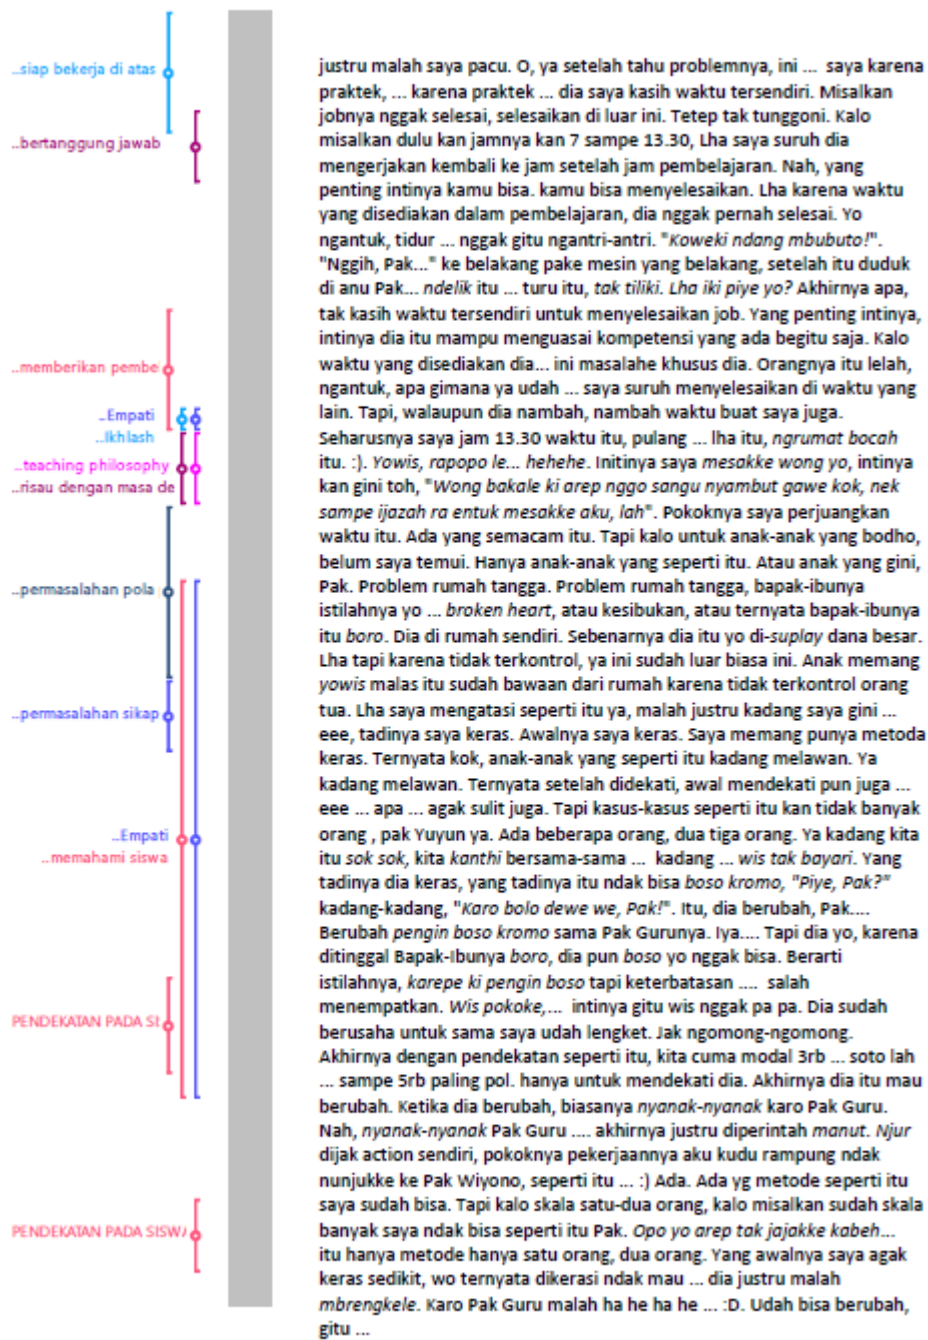 ..siap bekerja di atas
..bertanggung jawab
..memberikan pembe
..Empati
..Ikhlash
..teaching philosophy
..risau dengan masa de
..permasalahan pola
..permasalahan sikap
..Empati
..memahami siswa
PENDEKATAN PADA SI
PENDEKATAN PADA SISW
justru malah saya pacu. O, ya setelah tahu problemnya, ini ... saya karena
praktek, ... karena praktek ... dia saya kasih waktu tersendiri. Misalkan
jobnya nggak selesai, selesaikan di luar ini. Tetep tak tunggoni. Kalo
misalkan dulu kan jamnya kan 7 sampe 13.30, Lha saya suruh dia
mengerjakan kembali ke jam setelah jam pembelajaran. Nah, yang
penting intinya kamu bisa. kamu bisa menyelesaikan. Lha karena waktu
yang disediakan dalam pembelajaran, dia nggak pernah selesai. Yo
ngantuk, tidur ... nggak gitu ngantri-antri. "Koweki ndang mbubuto!".
"Nggih, Pak..." ke belakang pake mesin yang belakang, setelah itu duduk
di anu Pak... ndelik itu ... turu itu, tak tiliki. Lha iki piye yo? Akhirnya apa,
tak kasih waktu tersendiri untuk menyelesaikan job. Yang penting intinya,
intinya dia itu mampu menguasai kompetensi yang ada begitu saja. Kalo
waktu yang disediakan dia... ini masalahe khusus dia. Orangnya itu lelah,
ngantuk, apa gimana ya udah ... saya suruh menyelesaikan di waktu yang
lain. Tapi, walaupun dia nambah, nambah waktu buat saya juga.
Seharusnya saya jam 13.30 waktu itu, pulang ... lha itu, ngrumat bocah
itu. :). Yowis, rapopo le... hehehe. Initinya saya mesakke wong yo, intinya
kan gini toh, "Wong bakale ki arep nggo sangu nyambut gawe kok, nek
sampe ijazah ra entuk mesakke aku, lah". Pokoknya saya perjuangkan
waktu itu. Ada yang semacam itu. Tapi kalo untuk anak-anak yang bodho,
belum saya temui. Hanya anak-anak yang seperti itu. Atau anak yang gini,
Pak. Problem rumah tangga. Problem rumah tangga, bapak-ibunya
istilahnya yo ... broken heart, atau kesibukan, atau ternyata bapak-ibunya
itu boro. Dia di rumah sendiri. Sebenarnya dia itu yo di-suplay dana besar.
Lha tapi karena tidak terkontrol, ya ini sudah luar biasa ini. Anak memang
yowis malas itu sudah bawaan dari rumah karena tidak terkontrol orang
tua. Lha saya mengatasi seperti itu ya, malah justru kadang saya gini ...
eee, tadinya saya keras. Awalnya saya keras. Saya memang punya metoda
keras. Ternyata kok, anak-anak yang seperti itu kadang melawan. Ya
kadang melawan. Ternyata setelah didekati, awal mendekati pun juga ...
eee ... apa ... agak sulit juga. Tapi kasus-kasus seperti itu kan tidak banyak
orang , pak Yuyun ya. Ada beberapa orang, dua tiga orang. Ya kadang kita
itu sok sok, kita kanthi bersama-sama ... kadang ... wis tak bayari. Yang
tadinya dia keras, yang tadinya itu ndak bisa boso kromo, "Piye, Pak?"
kadang-kadang, "Karo bolo dewe we, Pak!". Itu, dia berubah, Pak....
Berubah pengin boso kromo sama Pak Gurunya. Iya.... Tapi dia yo, karena
ditinggal Bapak-Ibunya boro, dia pun boso yo nggak bisa. Berarti
istilahnya, karepe ki pengin boso tapi keterbatasan .... salah
menempatkan. Wis pokoke,... intinya gitu wis nggak pa pa. Dia sudah
berusaha untuk sama saya udah lengket. Jak ngomong-ngomong.
Akhirnya dengan pendekatan seperti itu, kita cuma modal 3rb ... soto lah
... sampe 5rb paling pol. hanya untuk mendekati dia. Akhirnya dia itu mau
berubah. Ketika dia berubah, biasanya nyanak-nyanak karo Pak Guru.
Nah, nyanak-nyanak Pak Guru .... akhirnya justru diperintah manut. Njur
dijak action sendiri, pokoknya pekerjaannya aku kudu rampung ndak
nunjukke ke Pak Wiyono, seperti itu ... :) Ada. Ada yg metode seperti itu
saya sudah bisa. Tapi kalo skala satu-dua orang, kalo misalkan sudah skala
banyak saya ndak bisa seperti itu Pak. Opo yo arep tak jajakke kabeh...
itu hanya metode hanya satu orang, dua orang. Yang awalnya saya agak
keras sedikit, wo ternyata dikerasi ndak mau ... dia justru malah
mbrengkele. Karo Pak Guru malah ha he ha he ... :D. Udah bisa berubah,
gitu ...